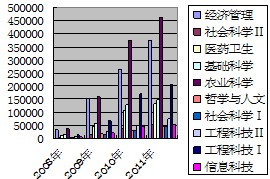 500000
450000
400000
350000
300000
250000
200000
150000
100000
50000
0
2008年
2009年
2010年
2011年
经济管理
社会科学II
医药卫生
基础科学
农业科学
哲学与人文
社会科学I
工程科技II
工程科技I
信息科技